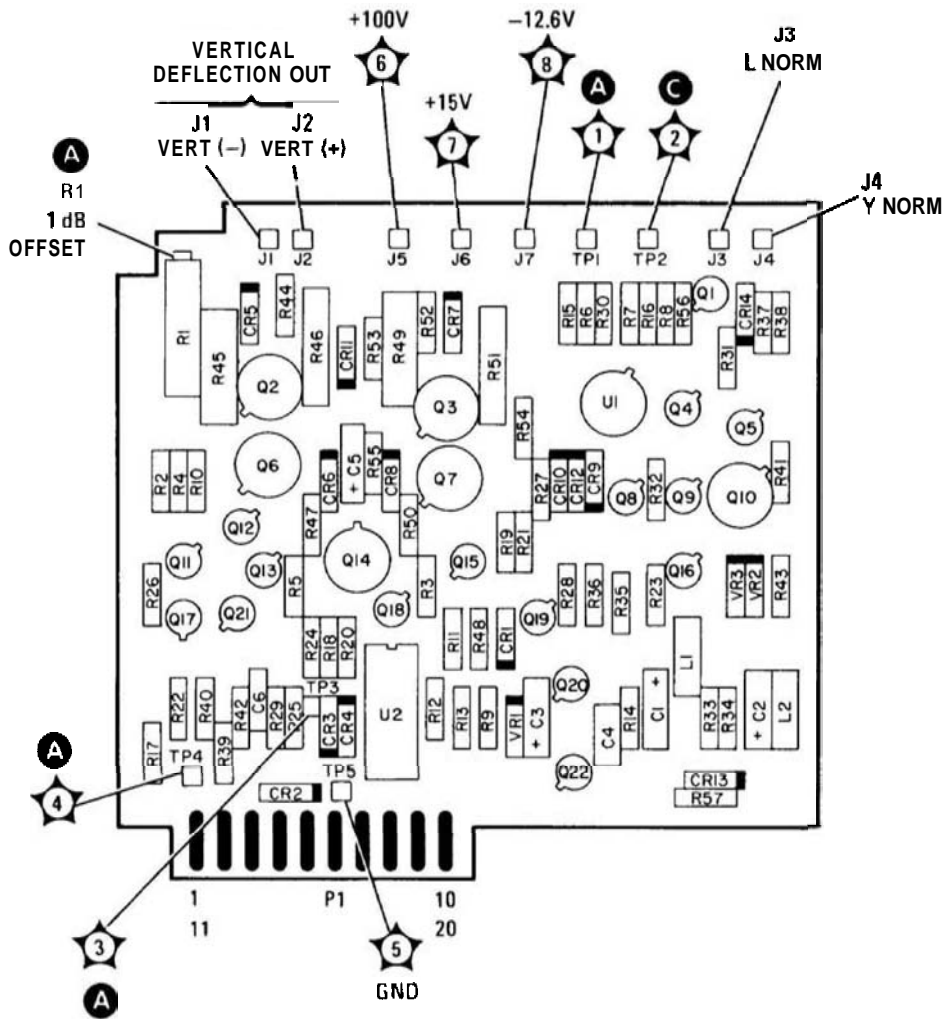 +100V
-12.6V
J3
L NORM
VERTICAL
DEFLECTION OUT
6
8
A
C
+15V
J1
VERT (-)
J2
VERT (+)
7
1
2
A
R1
1 dB
OFFSET
J4
Y NORM
J1 J2 J5 J6 J7 TP1 TP2 J3 J4
R1 R45 CR5 R44 R46 CR11 R53 R49 R52 CR7 R51 R15 R6 R30 R7 R16 R8 R56 Q1 R31 CR14 R37 R38
Q2 Q3 U1 Q4 Q5
R54
R2 R4 R10 Q6 CR6 + C5 R55 CR8 Q7 R27 CR10 CR12 CR9 Q8 R32 Q9 Q10 R41
Q12 R47 R50 R19 R21
Q11 Q13 Q14 Q15 Q16
R26 R5 R3 R28 R36 R35 R23 VR3 VR2 R43
Q17 Q21 Q18 Q19
R24 R18 R20 R11 R48 CR1 L1
TP3
R22 R40 R42 C6 R29 R25 CR3 CR4 U2 R12 R13 R9 VR1 + C3 Q20 C4 R14 C1 + R33 R34 C2 + L2
R17 R39
TP4 TP5 Q22 CR13
CR2 R57
A
4
1 P1 10
11 20
3
5
A
GND